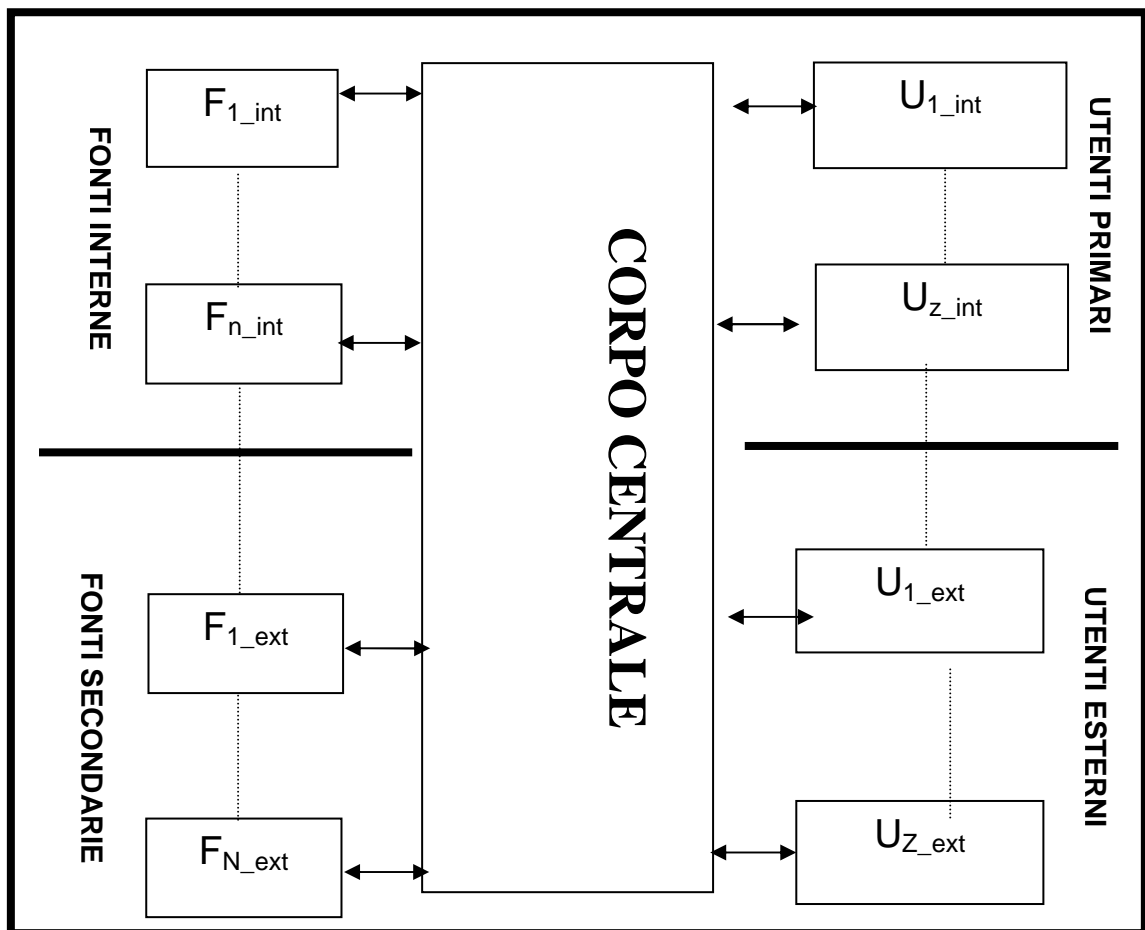 FONTI INTERNE
F1_int
Fn_int
FONTI SECONDARIE
F1_ext
FN_ext
CORPO CENTRALE
U1_int
Uz_int
UTENTI PRIMARI
U1_ext
UZ_ext
UTENTI ESTERNI